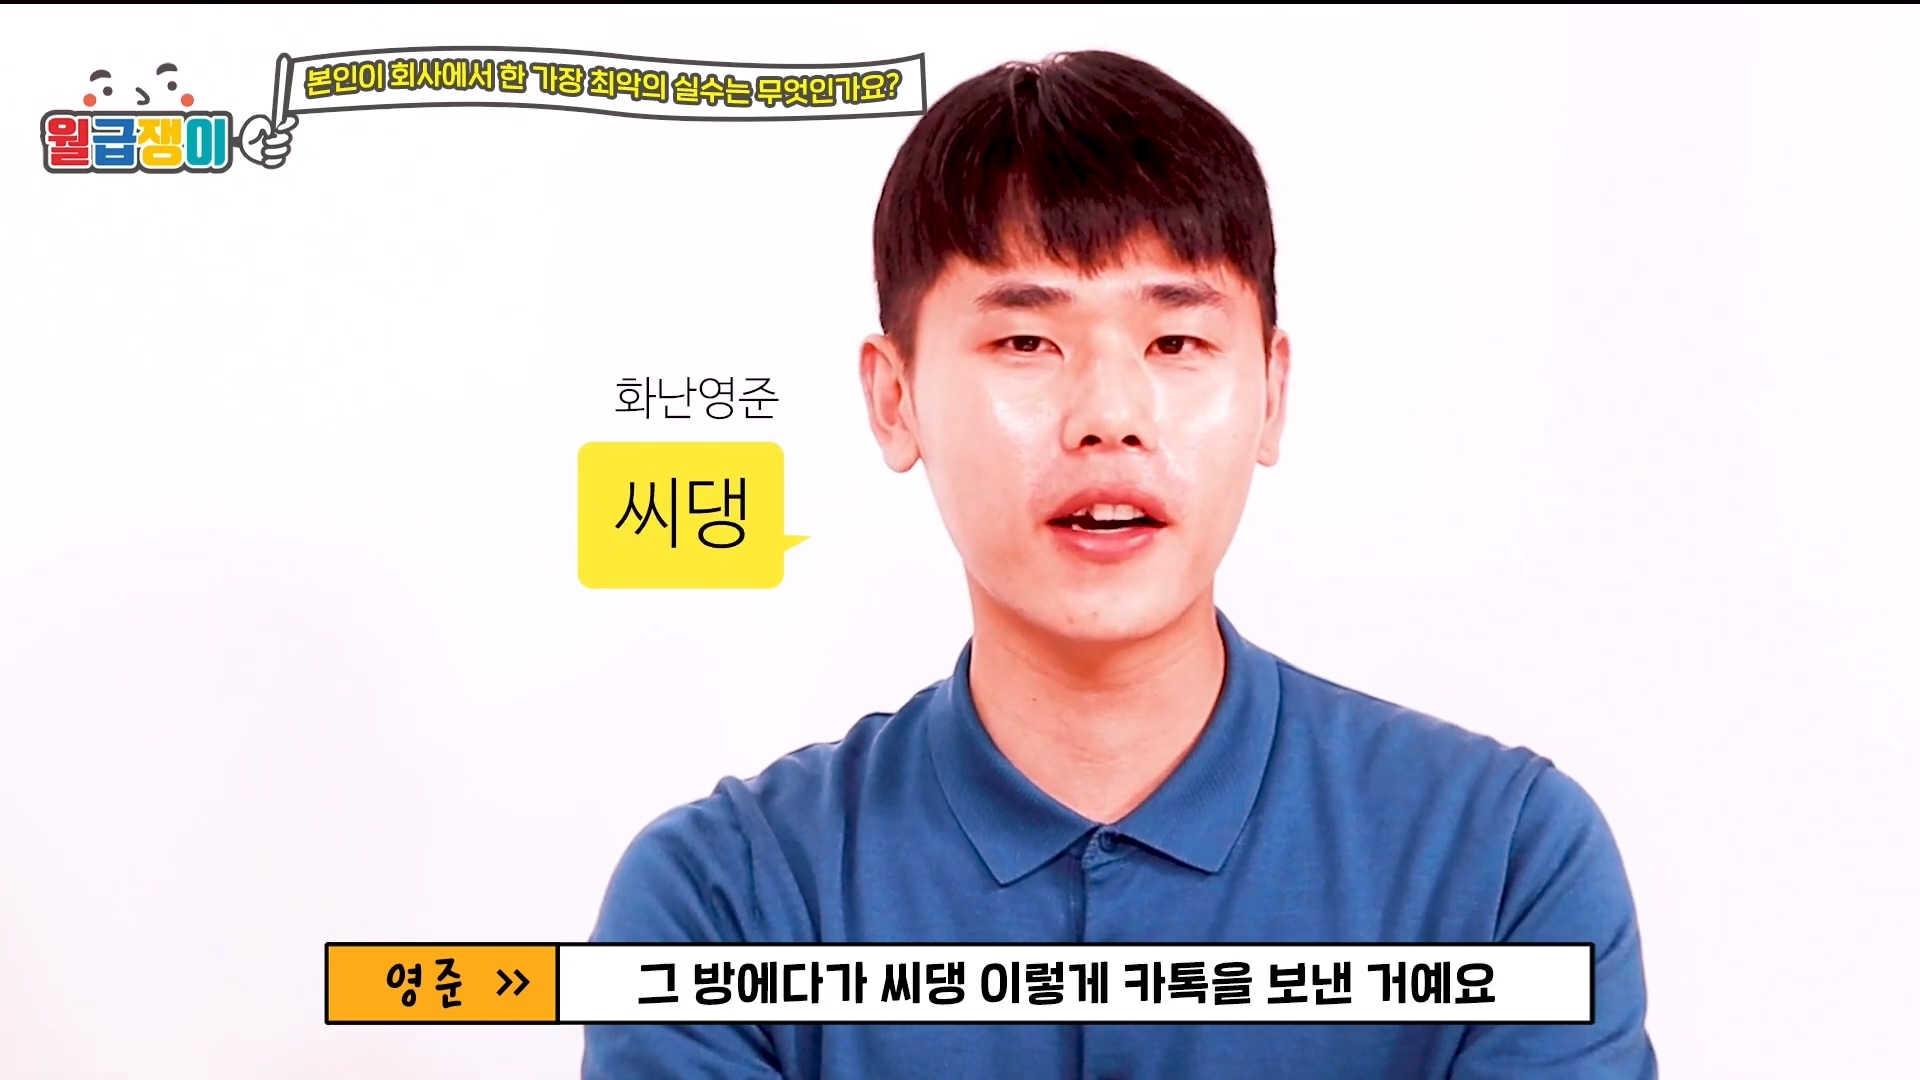 본인이 회사에서 한 가장 최악의 실수는 무엇인가요?
월급쟁이
화난영준
씨댕
영준 >> 그 방에다가 씨댕 이렇게 카톡을 보낸 거예요